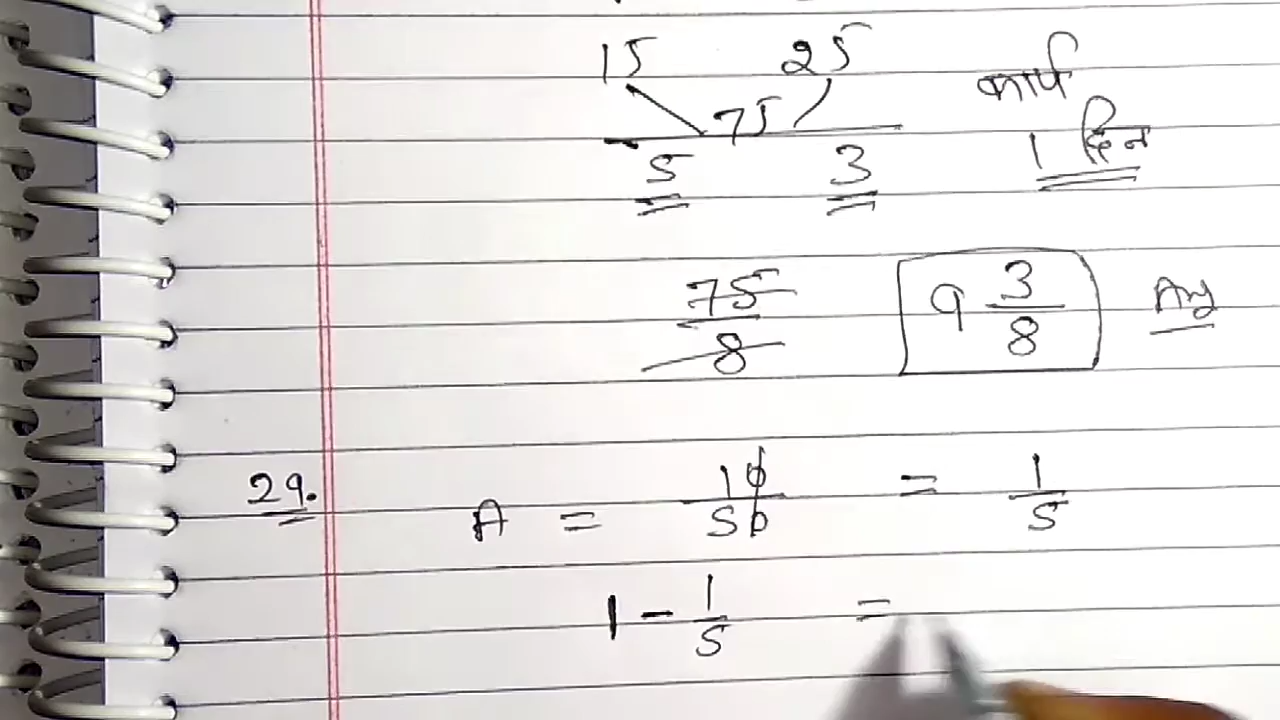 15 25 कार्य
75
5 3 1 दिन
75/8 9 3/8 Ans
29. A = 10/50 = 1/5
1 - 1/5 =